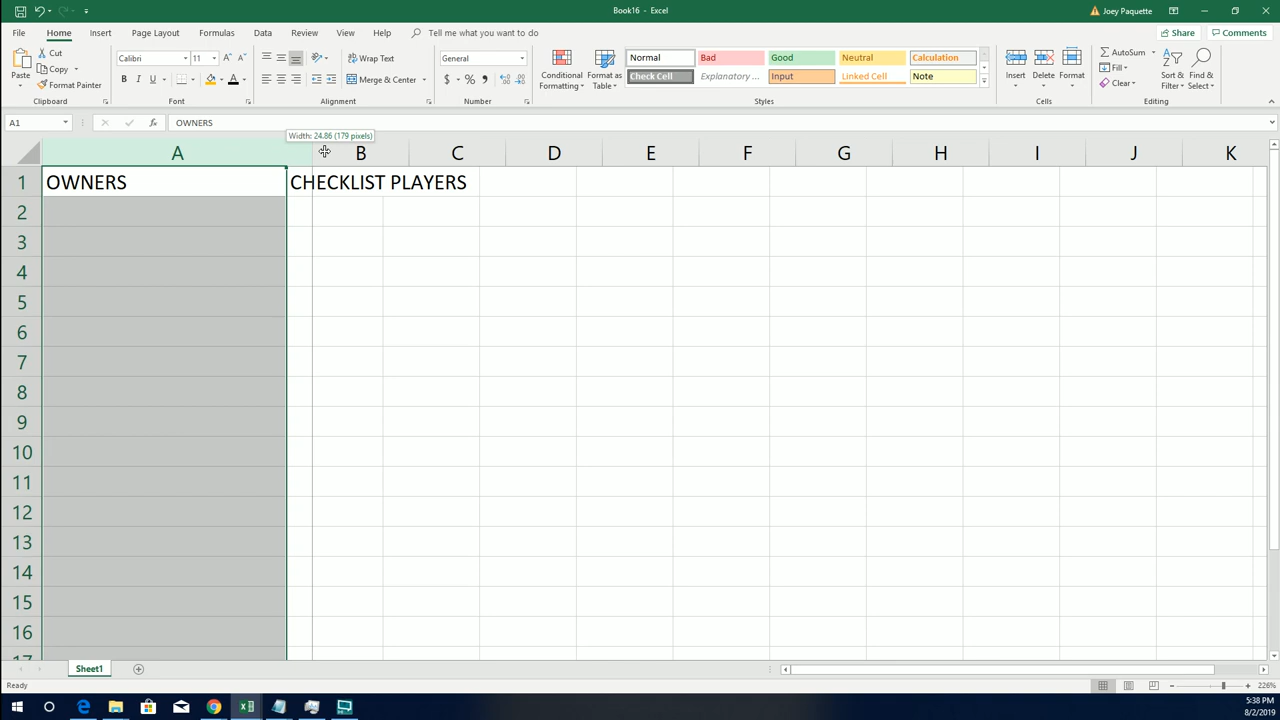 Book16 - Excel
Joey Paquette
File Home Insert Page Layout Formulas Data Review View Help Tell me what you want to do
Share Comments
Paste
Cut
Copy
Format Painter
Clipboard
Calibri 11
B I U
Font
Wrap Text
Merge & Center
Alignment
General
$ % ,
Number
Conditional Formatting
Format as Table
Normal Bad Good Neutral Calculation
Check Cell Explanatory ... Input Linked Cell Note
Styles
Insert Delete Format
Cells
AutoSum
Fill
Clear
Sort & Filter
Find & Select
Editing
A1 fx OWNERS
Width: 24.86 (179 pixels)
A B C D E F G H I J K
1 OWNERS CHECKLIST PLAYERS
2
3
4
5
6
7
8
9
10
11
12
13
14
15
16
17
Sheet1
Ready 226%
5:38 PM
8/2/2019